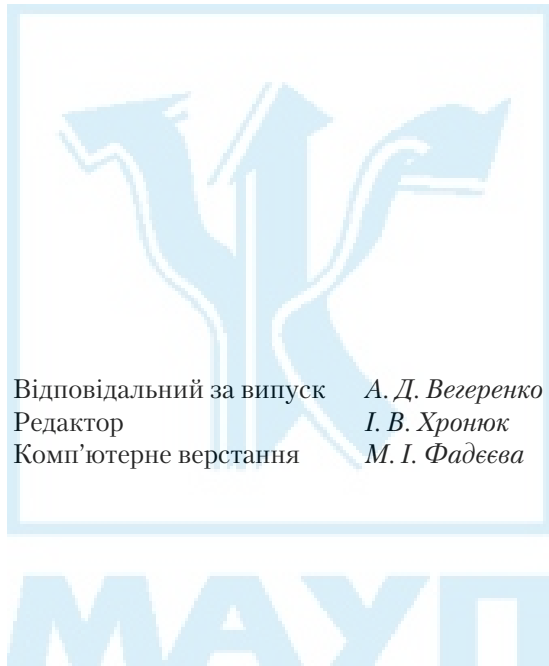 Відповідальний за випуск А. Д. Вегеренко
Редактор І. В. Хронюк
Комп’ютерне верстання М. І. Фадєєва
МАУП